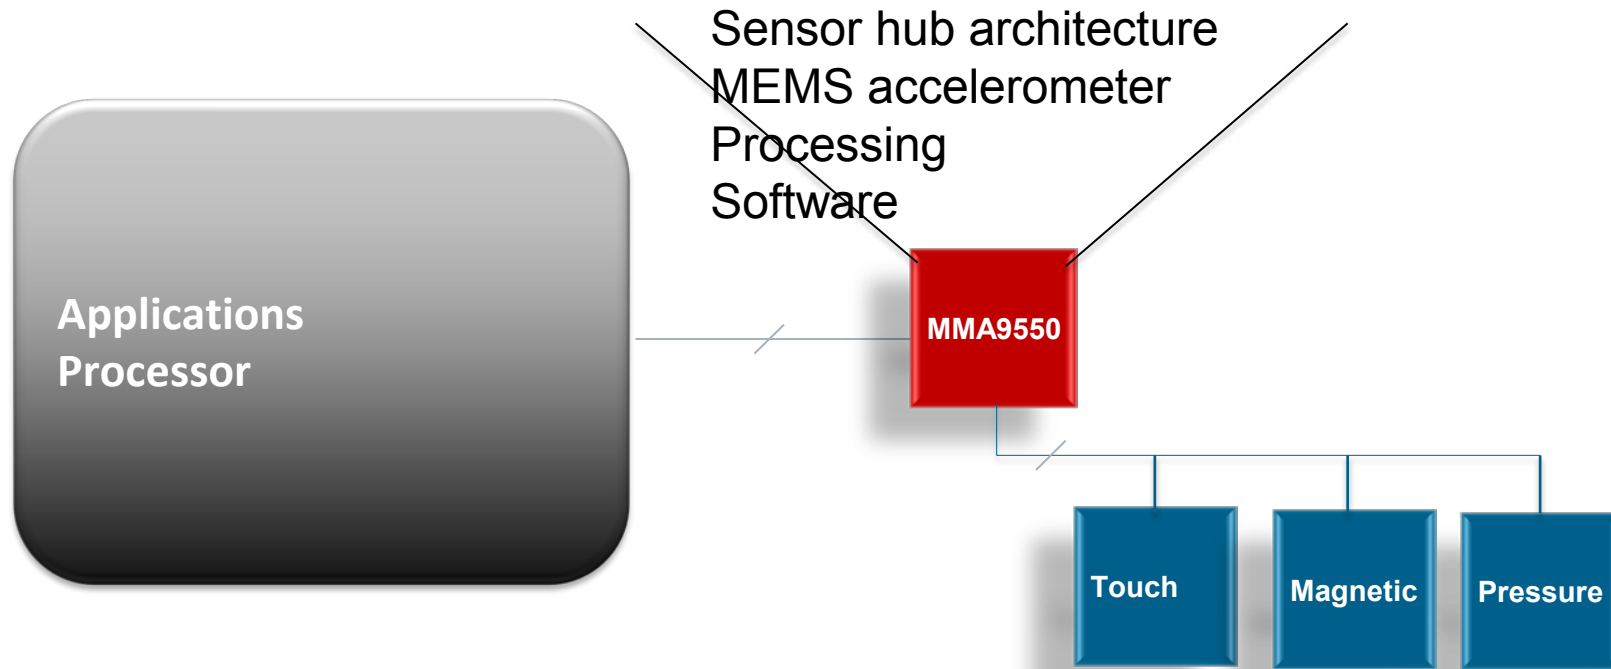 Sensor hub architecture
MEMS accelerometer
Processing
Software
Applications
Processor
MMA9550
Touch
Magnetic
Pressure